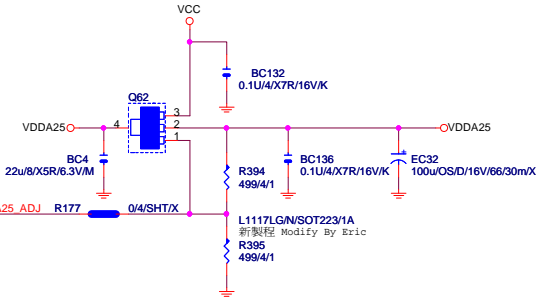 VCC
BC132
0.1U/4/X7R/16V/K
Q62
3
VDDA25
4
2
VDDA25
1
BC4
22u/8/X5R/6.3V/M
R394
499/4/1
BC136
0.1U/4/X7R/16V/K
EC32
100u/OS/D/16V/66/30m/X
A25_ADJ
R177
0/4/SHT/X
L1117LG/N/SOT223/1A
新製程 Modify By Eric
R395
499/4/1